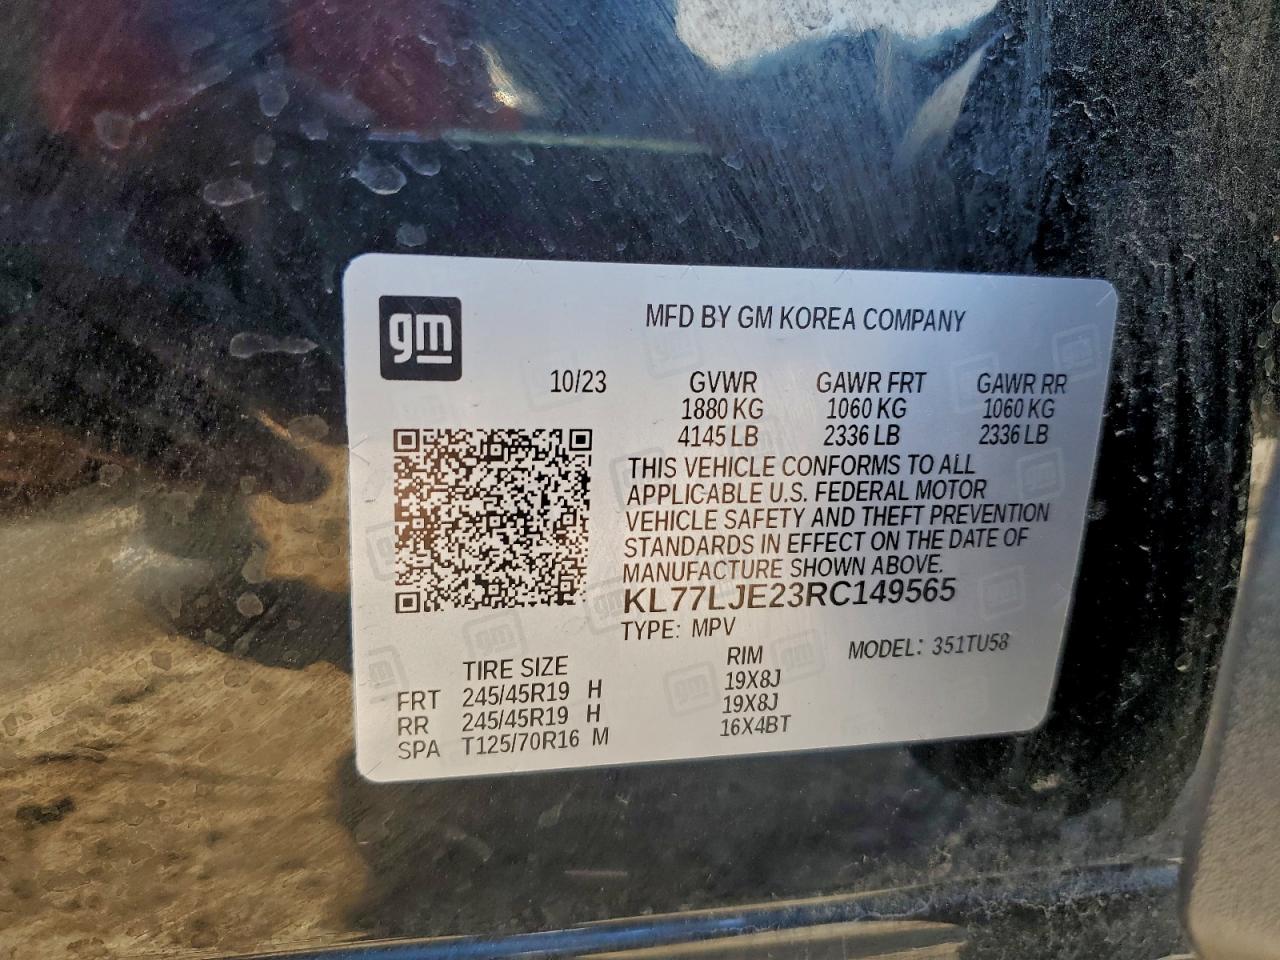 gm
MFD BY GM KOREA COMPANY
10/23 GVWR GAWR FRT GAWR RR
1880 KG 1060 KG 1060 KG
4145 LB 2336 LB 2336 LB
THIS VEHICLE CONFORMS TO ALL
APPLICABLE U.S. FEDERAL MOTOR
VEHICLE SAFETY AND THEFT PREVENTION
STANDARDS IN EFFECT ON THE DATE OF
MANUFACTURE SHOWN ABOVE.
KL77LJE23RC149565
TYPE: MPV MODEL: 351TU58
TIRE SIZE RIM
FRT 245/45R19 H 19X8J
RR 245/45R19 H 19X8J
SPA T125/70R16 M 16X4BT